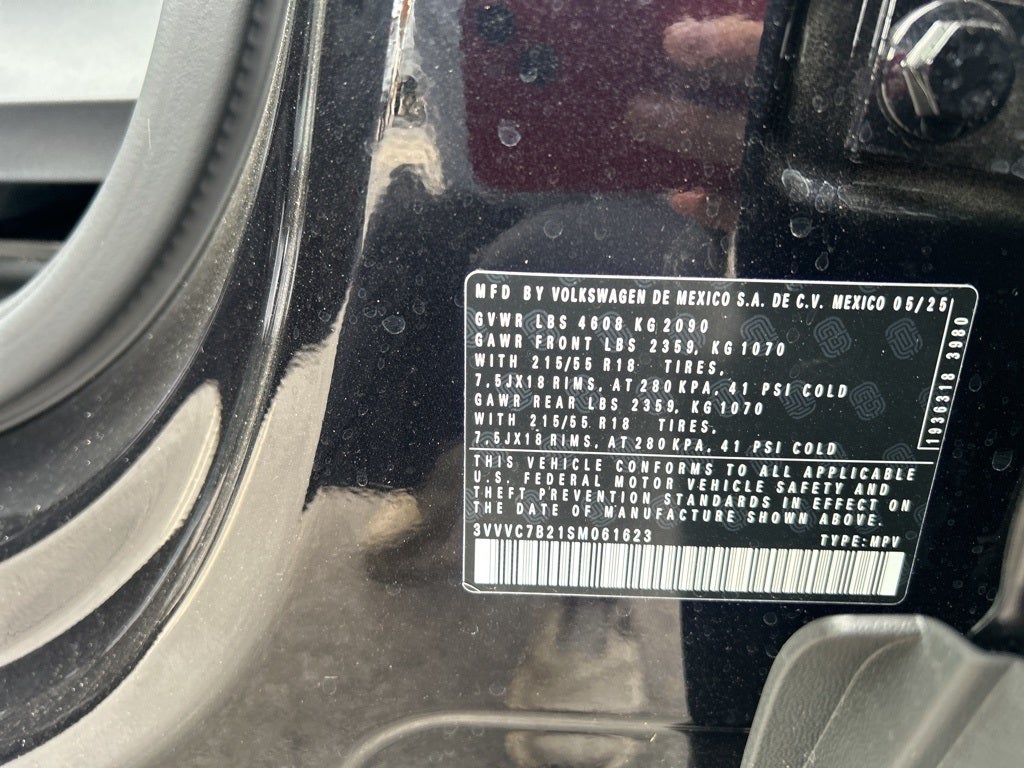 MFD BY VOLKSWAGEN DE MEXICO S.A. DE C.V. MEXICO 05/25
GVWR LBS 4608 KG 2090
GAWR FRONT LBS 2359, KG 1070
WITH 215/55 R18 TIRES,
7.5JX18 RIMS, AT 280 KPA, 41 PSI COLD
GAWR REAR LBS 2359, KG 1070
WITH 215/55 R18 TIRES,
7.5JX18 RIMS, AT 280 KPA, 41 PSI COLD
1936318 3980
THIS VEHICLE CONFORMS TO ALL APPLICABLE
U.S. FEDERAL MOTOR VEHICLE SAFETY AND
THEFT PREVENTION STANDARDS IN EFFECT ON
THE DATE OF MANUFACTURE SHOWN ABOVE.
3VVVC7B21SM061623 TYPE: MPV